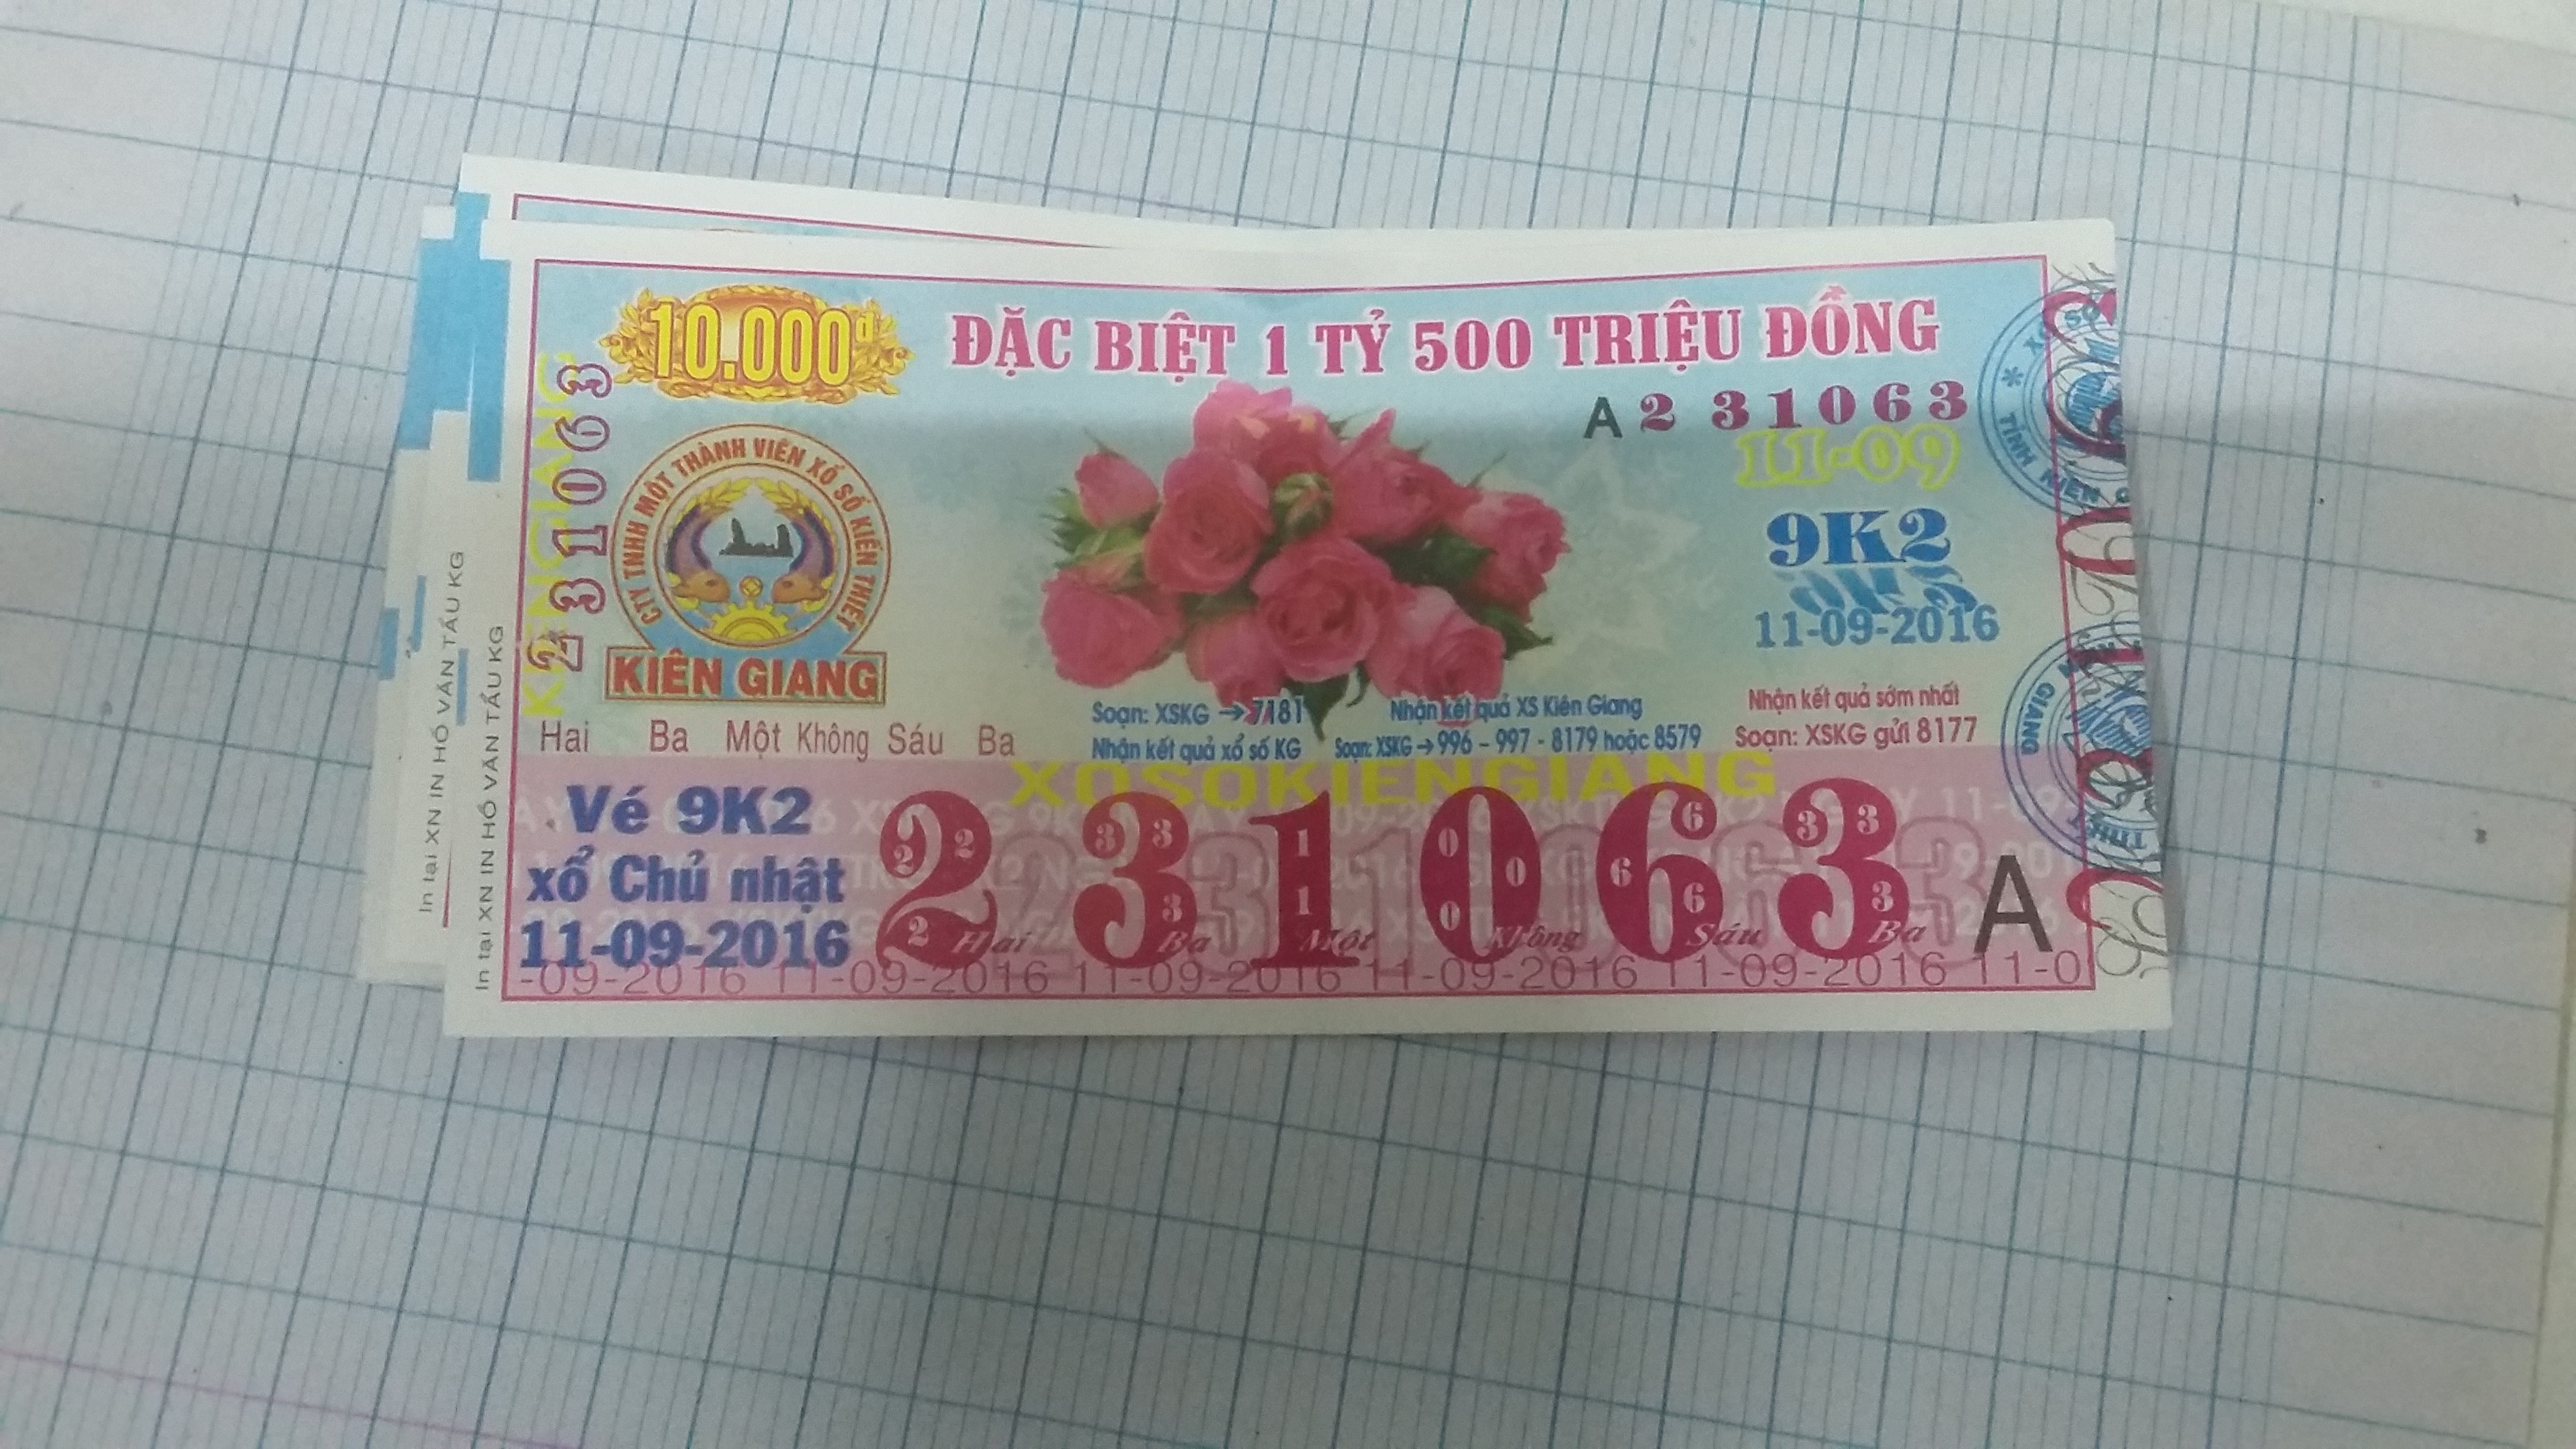 10.000đ
ĐẶC BIỆT 1 TỶ 500 TRIỆU ĐỒNG
A 2 31063
11-09
231063
KIENGIANG
CTY TNHH MỘT THÀNH VIÊN XỔ SỐ KIẾN THIẾT
KIÊN GIANG
9K2
11-09-2016
Soạn: XSKG → 7181
Nhận kết quả xổ số KG
Nhận kết quả XS Kiên Giang
Soạn: XSKG → 996 - 997 - 8179 hoặc 8579
Nhận kết quả sớm nhất
Soạn: XSKG gửi 8177
Hai Ba Một Không Sáu Ba
XOSOKIENGIANG
Vé 9K2
xổ Chủ nhật
11-09-2016
231063 A
Hai Ba Một Không Sáu Ba
-09-2016 11-09-2016 11-09-2016 11-09-2016 11-09-2016 11-0
In tại XN IN HỒ VĂN TẨU KG
In tại XN IN HỒ VĂN TẨU KG
TỈNH KIÊN G
GIANG